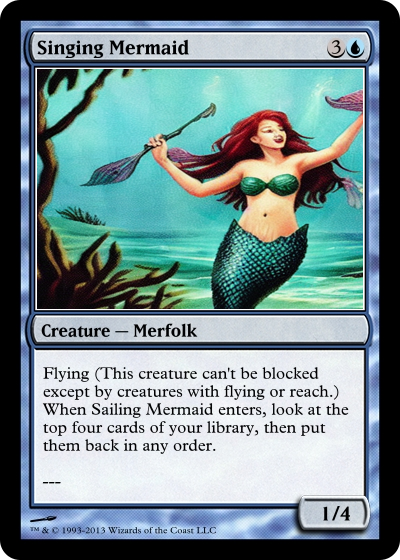 Singing Mermaid 3
Creature — Merfolk
Flying (This creature can't be blocked
except by creatures with flying or reach.)
When Sailing Mermaid enters, look at the
top four cards of your library, then put
them back in any order.
---
1/4
™ & © 1993-2013 Wizards of the Coast LLC